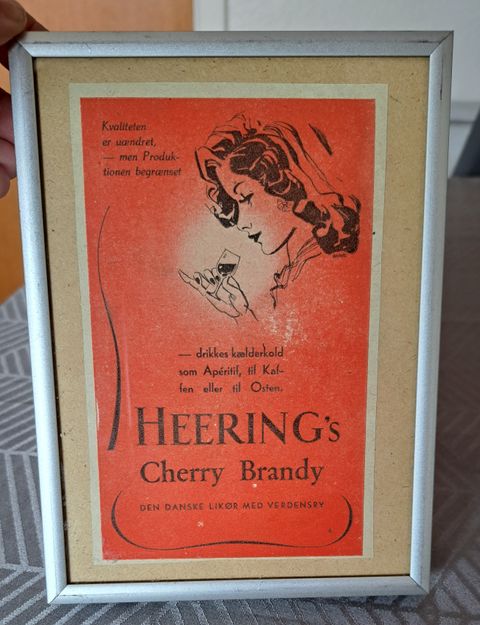 Kvaliteten
er uændret,
— men Produk-
tionen begrænset
— drikkes kælderkold
som Apéritif, til Kaf-
fen eller til Osten.
HEERING's
Cherry Brandy
DEN DANSKE LIKØR MED VERDENSRY